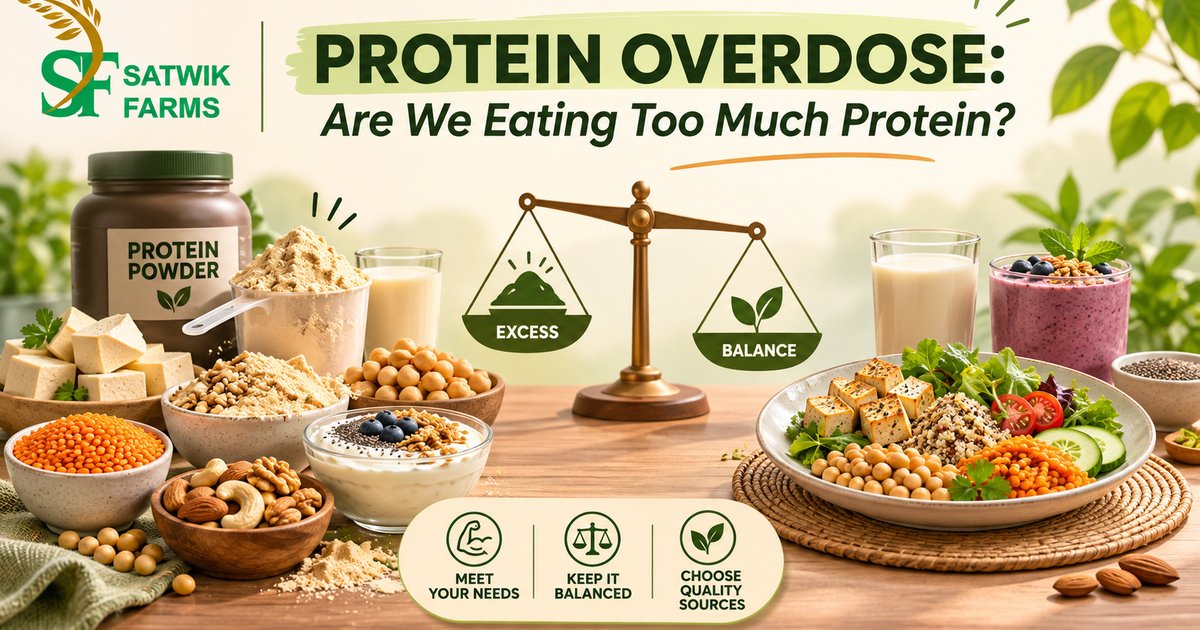 SF SATWIK
FARMS
PROTEIN OVERDOSE:
Are We Eating Too Much Protein?
PROTEIN
POWDER
EXCESS
BALANCE
MEET
YOUR NEEDS
KEEP IT
BALANCED
CHOOSE
QUALITY
SOURCES